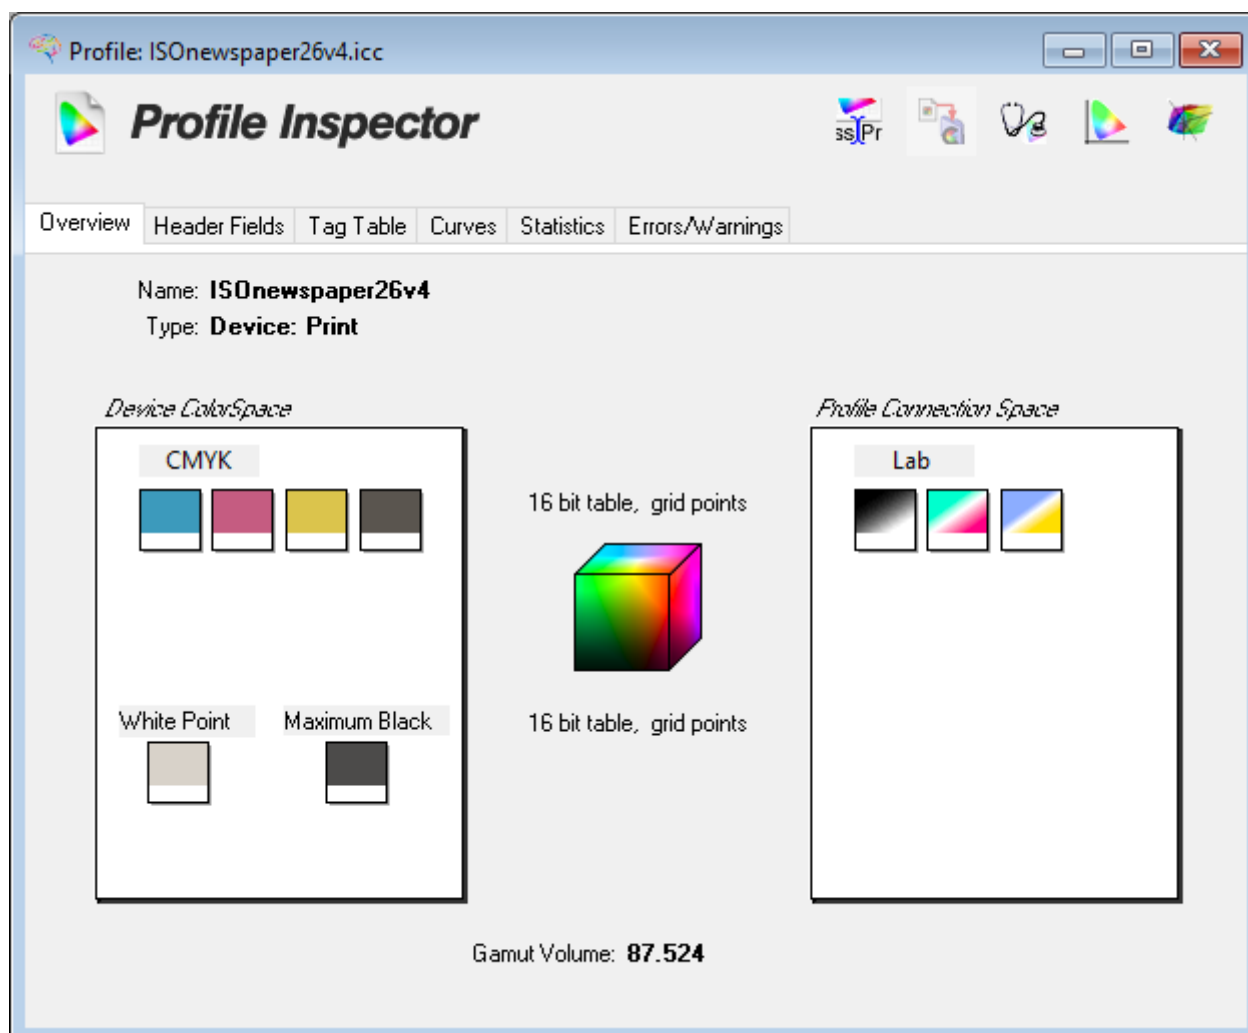 Profile: ISOnewspaper26v4.icc
Profile Inspector
ss Pr
Overview Header Fields Tag Table Curves Statistics Errors/Warnings
Name: ISOnewspaper26v4
Type: Device: Print
Device ColorSpace Profile Connection Space
CMYK Lab
16 bit table, grid points
White Point Maximum Black 16 bit table, grid points
Gamut Volume: 87.524